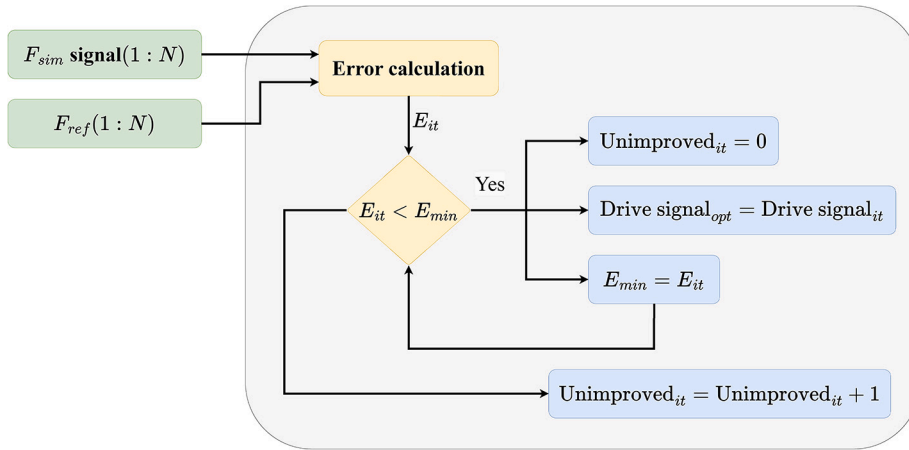 F_sim signal(1 : N)
Error calculation
F_ref(1 : N)
E_it
Unimproved_it = 0
Yes
E_it < E_min
Drive signal_opt = Drive signal_it
E_min = E_it
Unimproved_it = Unimproved_it + 1